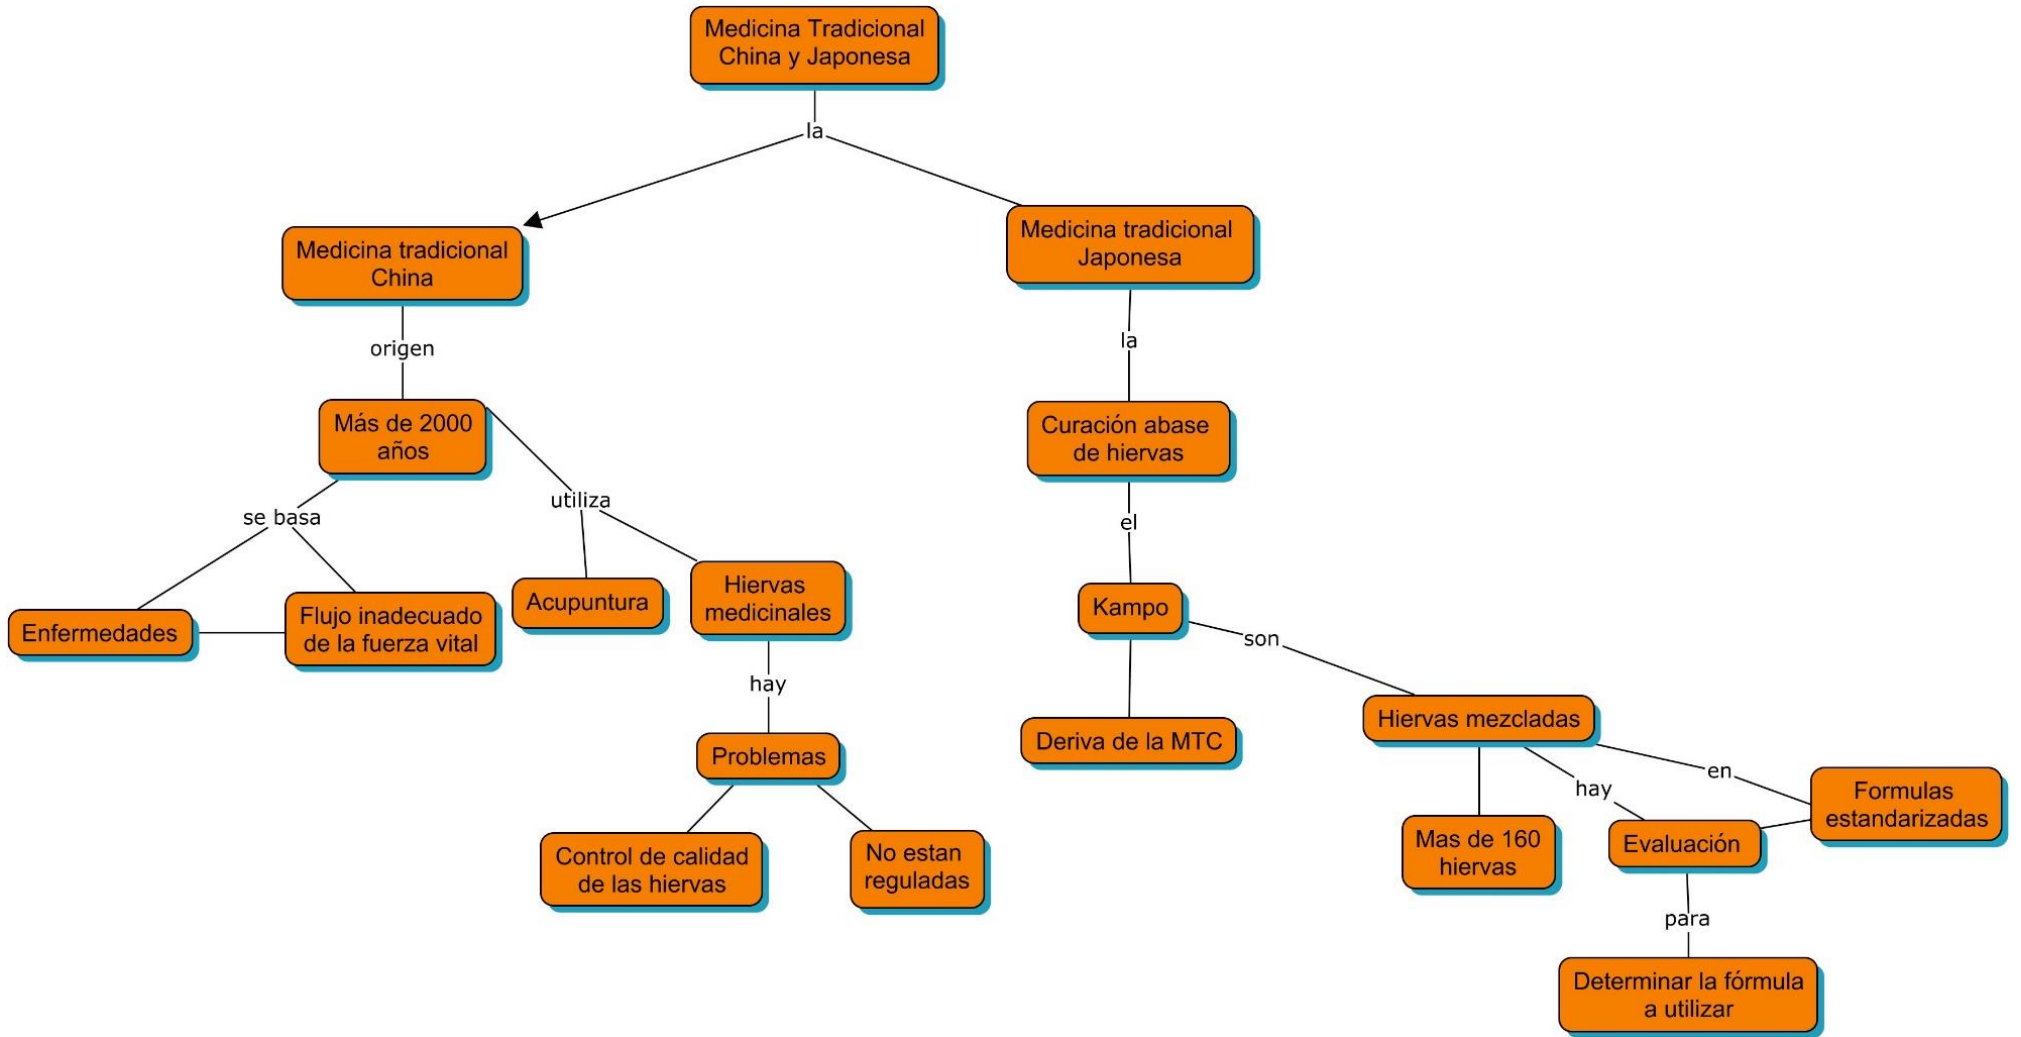 Medicina Tradicional
China y Japonesa
la
Medicina tradicional
China
Medicina tradicional
Japonesa
origen
la
Más de 2000
años
Curación abase
de hiervas
se basa
utiliza
el
Enfermedades
Flujo inadecuado
de la fuerza vital
Acupuntura
Hiervas
medicinales
Kampo
son
hay
Deriva de la MTC
Hiervas mezcladas
Problemas
en
hay
Formulas
estandarizadas
Control de calidad
de las hiervas
No estan
reguladas
Mas de 160
hiervas
Evaluación
para
Determinar la fórmula
a utilizar